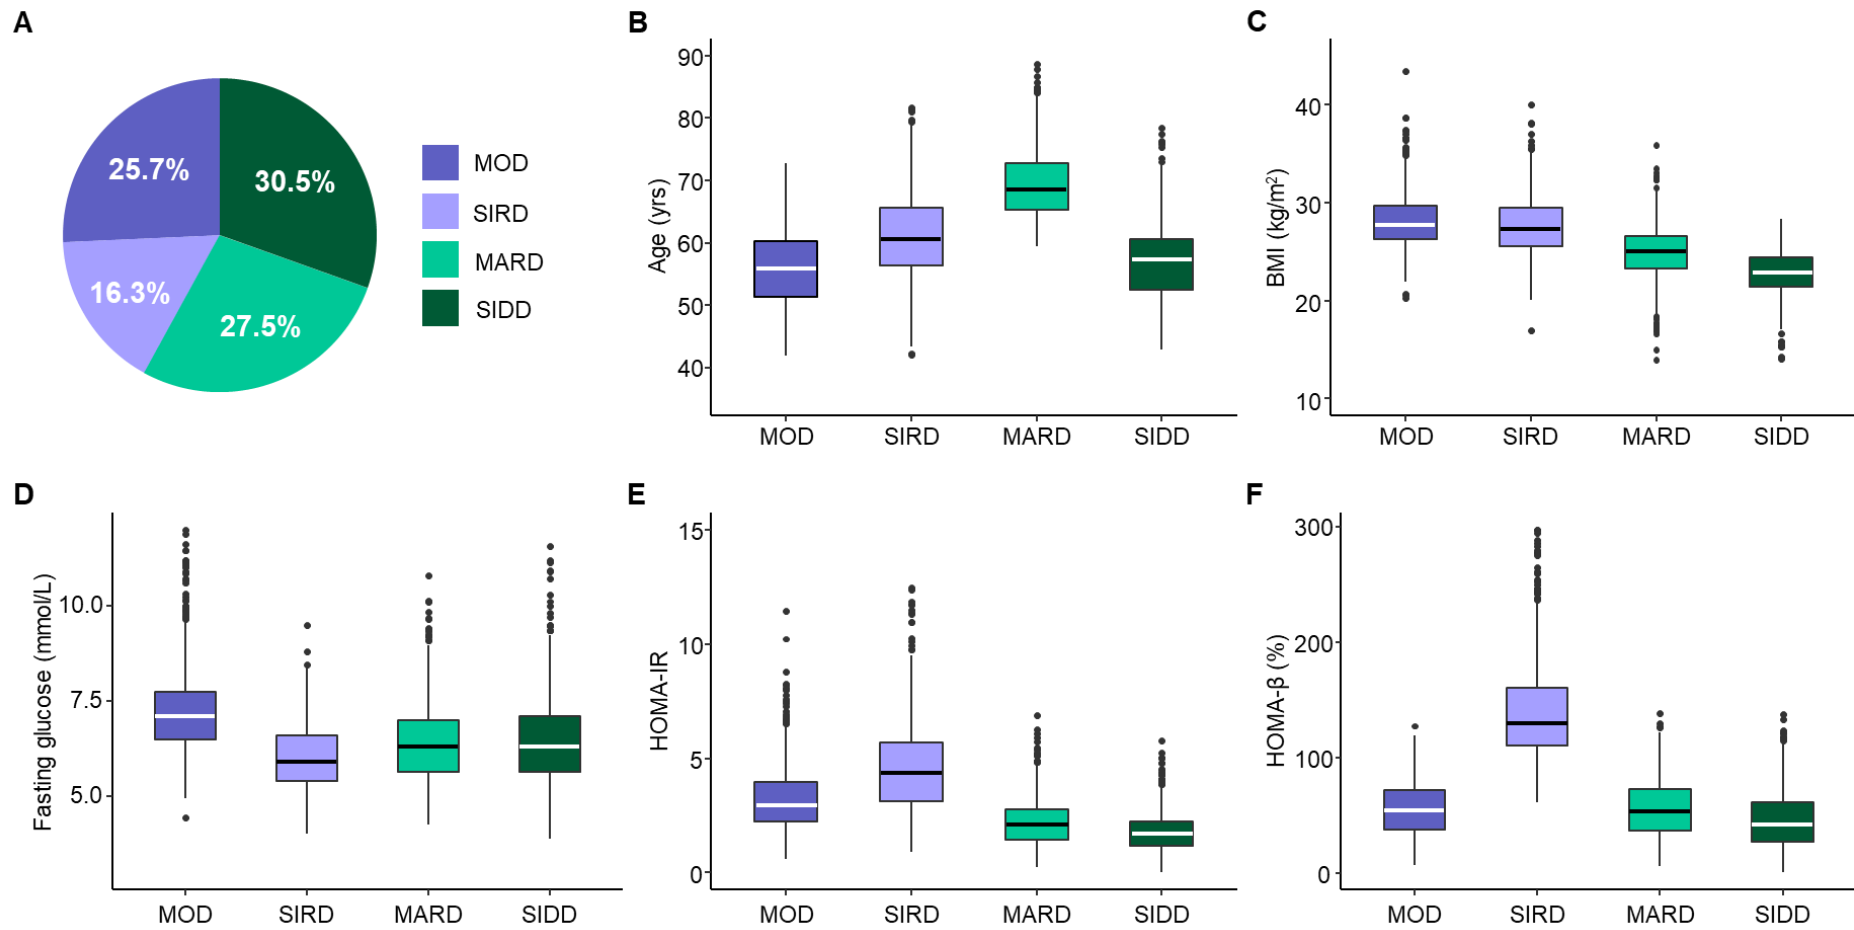 A
25.7%
30.5%
16.3%
27.5%
MOD
SIRD
MARD
SIDD
B
Age (yrs)
90
80
70
60
50
40
MOD SIRD MARD SIDD
C
BMI (kg/m²)
40
30
20
10
MOD SIRD MARD SIDD
D
Fasting glucose (mmol/L)
10.0
7.5
5.0
MOD SIRD MARD SIDD
E
HOMA-IR
15
10
5
0
MOD SIRD MARD SIDD
F
HOMA-β (%)
300
200
100
0
MOD SIRD MARD SIDD